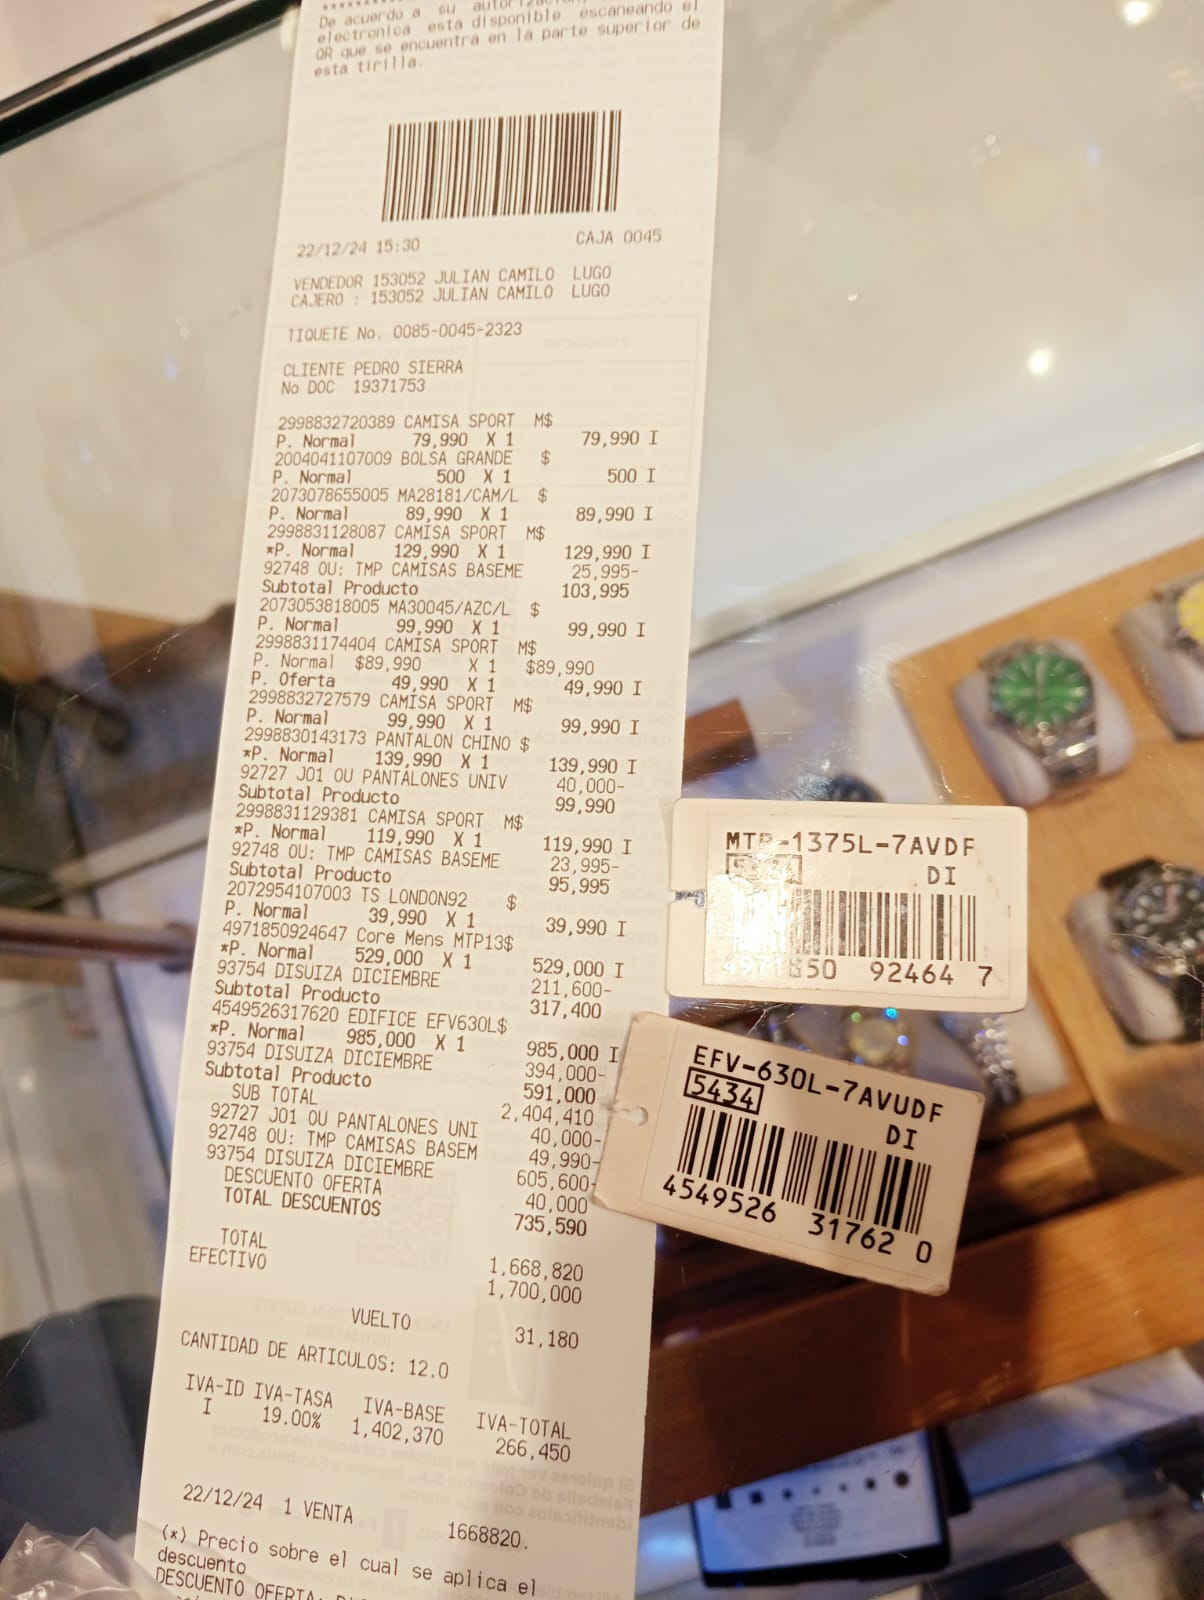 De acuerdo a su autorizacion,
electronica esta disponible escaneando el
QR que se encuentra en la parte superior de
esta tirilla.
22/12/24 15:30 CAJA 0045
VENDEDOR 153052 JULIAN CAMILO LUGO
CAJERO : 153052 JULIAN CAMILO LUGO
TIQUETE No. 0085-0045-2323
CLIENTE PEDRO SIERRA
No DOC 19371753
2998832720389 CAMISA SPORT M$
P. Normal 79,990 X 1 79,990 I
2004041107009 BOLSA GRANDE $
P. Normal 500 X 1 500 I
2073078655005 MA28181/CAM/L $
P. Normal 89,990 X 1 89,990 I
2998831128087 CAMISA SPORT M$
*P. Normal 129,990 X 1 129,990 I
92748 OU: TMP CAMISAS BASEME 25,995-
Subtotal Producto 103,995
2073053818005 MA30045/AZC/L $
P. Normal 99,990 X 1 99,990 I
2998831174404 CAMISA SPORT M$
P. Normal $89,990 X 1 $89,990
P. Oferta 49,990 X 1 49,990 I
2998832727579 CAMISA SPORT M$
P. Normal 99,990 X 1 99,990 I
2998830143173 PANTALON CHINO $
*P. Normal 139,990 X 1 139,990 I
92727 JO1 OU PANTALONES UNIV 40,000-
Subtotal Producto 99,990
2998831129381 CAMISA SPORT M$
*P. Normal 119,990 X 1 119,990 I
92748 OU: TMP CAMISAS BASEME 23,995-
Subtotal Producto 95,995
2072954107003 TS LONDON92 $
P. Normal 39,990 X 1 39,990 I
4971850924647 Core Mens MTP13$
*P. Normal 529,000 X 1 529,000 I
93754 DISUIZA DICIEMBRE 211,600-
Subtotal Producto 317,400
4549526317620 EDIFICE EFV630L$
*P. Normal 985,000 X 1 985,000 I
93754 DISUIZA DICIEMBRE 394,000-
Subtotal Producto 591,000
SUB TOTAL 2,404,410
92727 JO1 OU PANTALONES UNI 40,000-
92748 OU: TMP CAMISAS BASEM 49,990-
93754 DISUIZA DICIEMBRE 605,600-
DESCUENTO OFERTA 40,000
TOTAL DESCUENTOS 735,590
TOTAL 1,668,820
EFECTIVO 1,700,000
VUELTO 31,180
CANTIDAD DE ARTICULOS: 12.0
IVA-ID IVA-TASA IVA-BASE IVA-TOTAL
I 19.00% 1,402,370 266,450
22/12/24 1 VENTA 1668820.
(*) Precio sobre el cual se aplica el
descuento
DESCUENTO OFERTA:
MTP-1375L-7AVDF
5434
DI
4971850 92464 7
EFV-630L-7AVUDF
5434
DI
4549526 31762 0